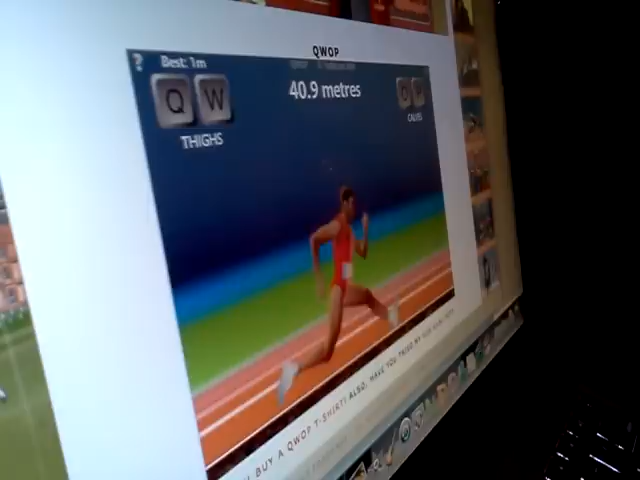 QWOP
? Best: 1m
40.9 metres
Q W
O P
THIGHS
CALVES
BUY A QWOP T-SHIRT! ALSO, HAVE YOU TRIED MY